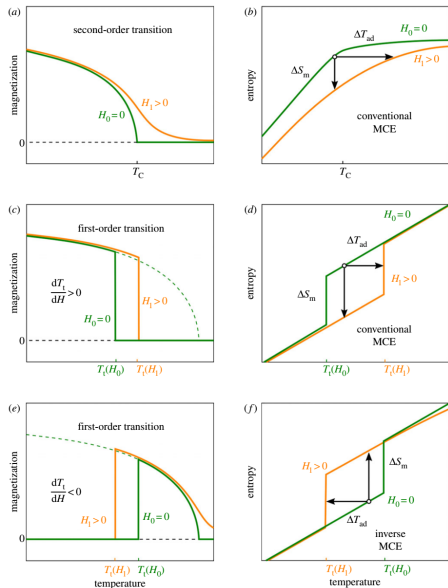 (a)
second-order transition
magnetization
H₁ > 0
H₀ = 0
0
T_C
(b)
ΔT_ad
H₀ = 0
H₁ > 0
ΔS_m
entropy
conventional
MCE
T_C
(c)
first-order transition
magnetization
dT_t
dH
> 0
H₀ = 0
H₁ > 0
0
T_t(H₀)
T_t(H₁)
(d)
H₀ = 0
ΔT_ad
entropy
ΔS_m
H₁ > 0
conventional
MCE
T_t(H₀)
T_t(H₁)
(e)
first-order transition
magnetization
dT_t
dH
< 0
H₁ > 0
H₀ = 0
0
T_t(H₁)
T_t(H₀)
temperature
(f)
H₁ > 0
ΔS_m
entropy
H₀ = 0
ΔT_ad
inverse
MCE
T_t(H₁)
T_t(H₀)
temperature